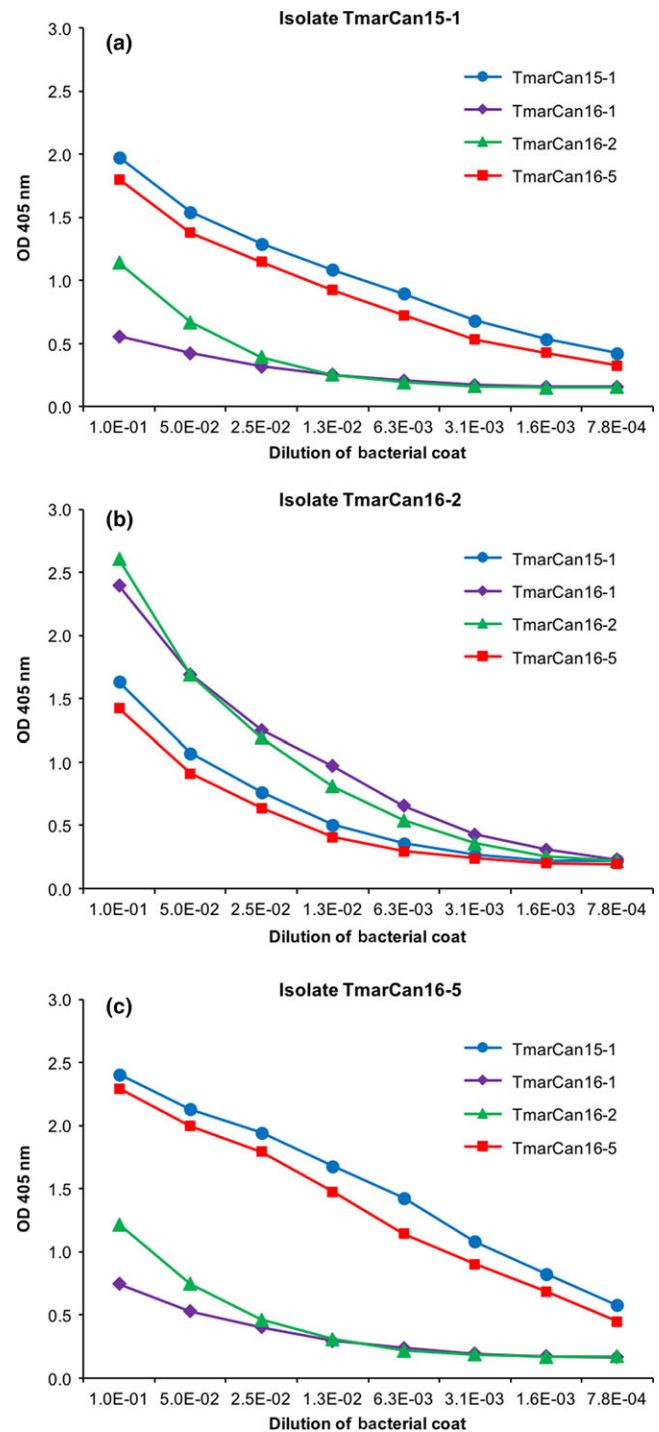 Isolate TmarCan15-1
(a)
3.0
2.5
2.0
1.5
1.0
0.5
0.0
OD 405 nm
TmarCan15-1
TmarCan16-1
TmarCan16-2
TmarCan16-5
1.0E-01 5.0E-02 2.5E-02 1.3E-02 6.3E-03 3.1E-03 1.6E-03 7.8E-04
Dilution of bacterial coat
Isolate TmarCan16-2
(b)
3.0
2.5
2.0
1.5
1.0
0.5
0.0
OD 405 nm
TmarCan15-1
TmarCan16-1
TmarCan16-2
TmarCan16-5
1.0E-01 5.0E-02 2.5E-02 1.3E-02 6.3E-03 3.1E-03 1.6E-03 7.8E-04
Dilution of bacterial coat
Isolate TmarCan16-5
(c)
3.0
2.5
2.0
1.5
1.0
0.5
0.0
OD 405 nm
TmarCan15-1
TmarCan16-1
TmarCan16-2
TmarCan16-5
1.0E-01 5.0E-02 2.5E-02 1.3E-02 6.3E-03 3.1E-03 1.6E-03 7.8E-04
Dilution of bacterial coat